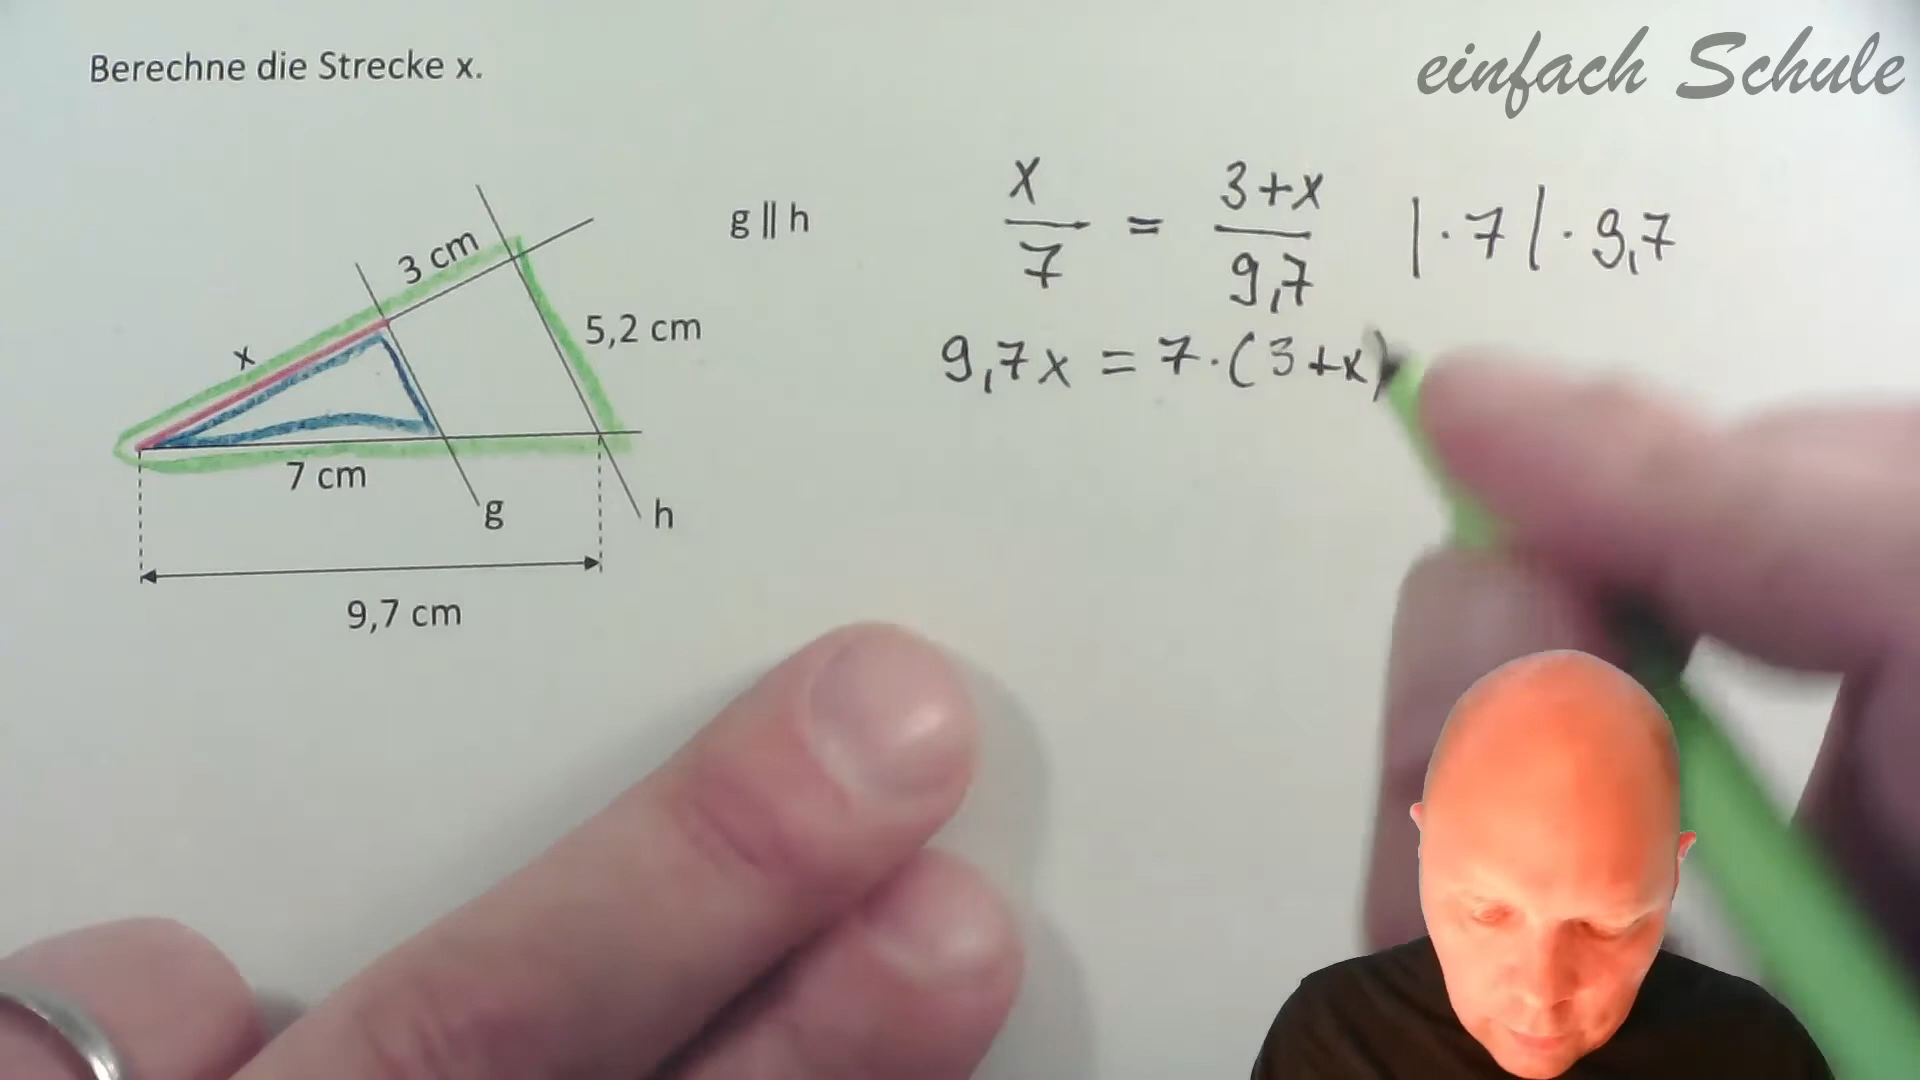 Berechne die Strecke x.
einfach Schule
g || h
3 cm
x
5,2 cm
7 cm
g
h
9,7 cm
x/7 = 3+x/9,7 |·7|·9,7
9,7x = 7·(3+x)